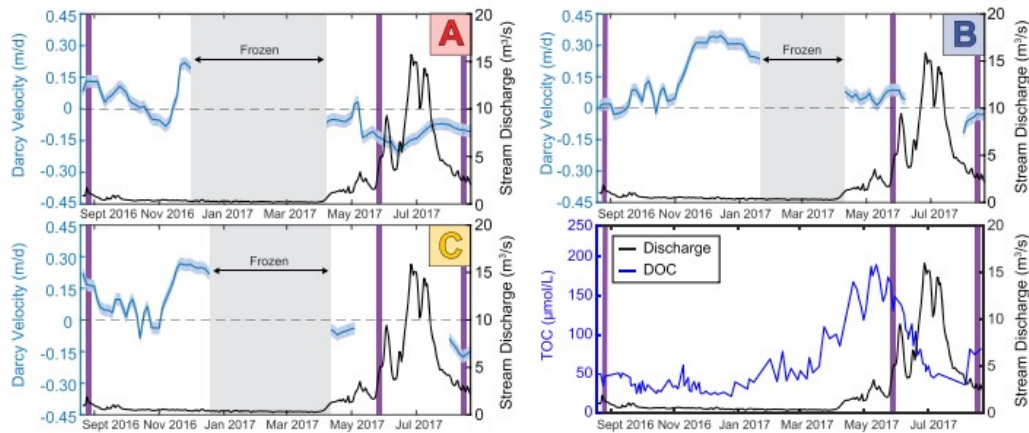 0.45
0.30
0.15
0
-0.15
-0.30
-0.45
Darcy Velocity (m/d)
Frozen
A
20
15
10
5
0
Stream Discharge (m³/s)
Sept 2016 Nov 2016 Jan 2017 Mar 2017 May 2017 Jul 2017
0.45
0.30
0.15
0
-0.15
-0.30
-0.45
Darcy Velocity (m/d)
Frozen
B
20
15
10
5
0
Stream Discharge (m³/s)
Sept 2016 Nov 2016 Jan 2017 Mar 2017 May 2017 Jul 2017
0.45
0.30
0.15
0
-0.15
-0.30
-0.45
Darcy Velocity (m/d)
Frozen
C
20
15
10
5
0
Stream Discharge (m³/s)
Sept 2016 Nov 2016 Jan 2017 Mar 2017 May 2017 Jul 2017
250
200
150
100
50
0
TOC (µmol/L)
Discharge
DOC
20
15
10
5
0
Stream Discharge (m³/s)
Sept 2016 Nov 2016 Jan 2017 Mar 2017 May 2017 Jul 2017